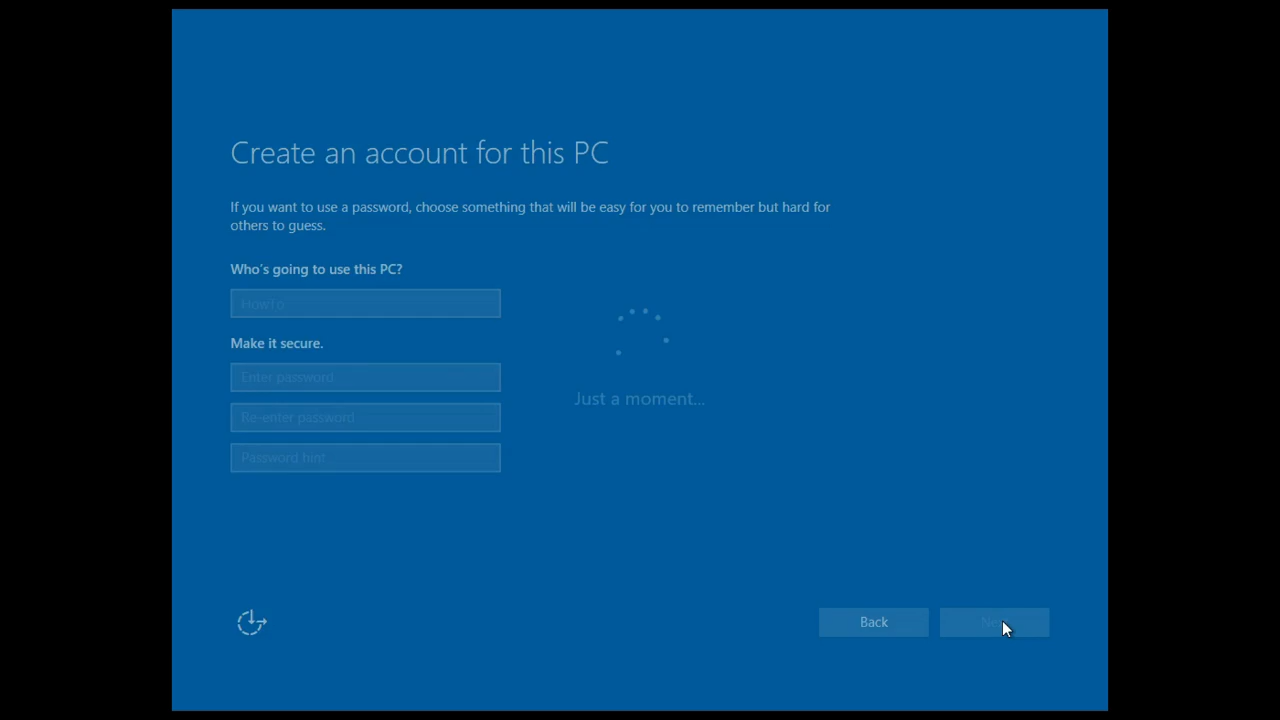 Create an account for this PC
If you want to use a password, choose something that will be easy for you to remember but hard for
others to guess.
Who's going to use this PC?
HowTo
Make it secure.
Enter password
Just a moment...
Re-enter password
Password hint
Back